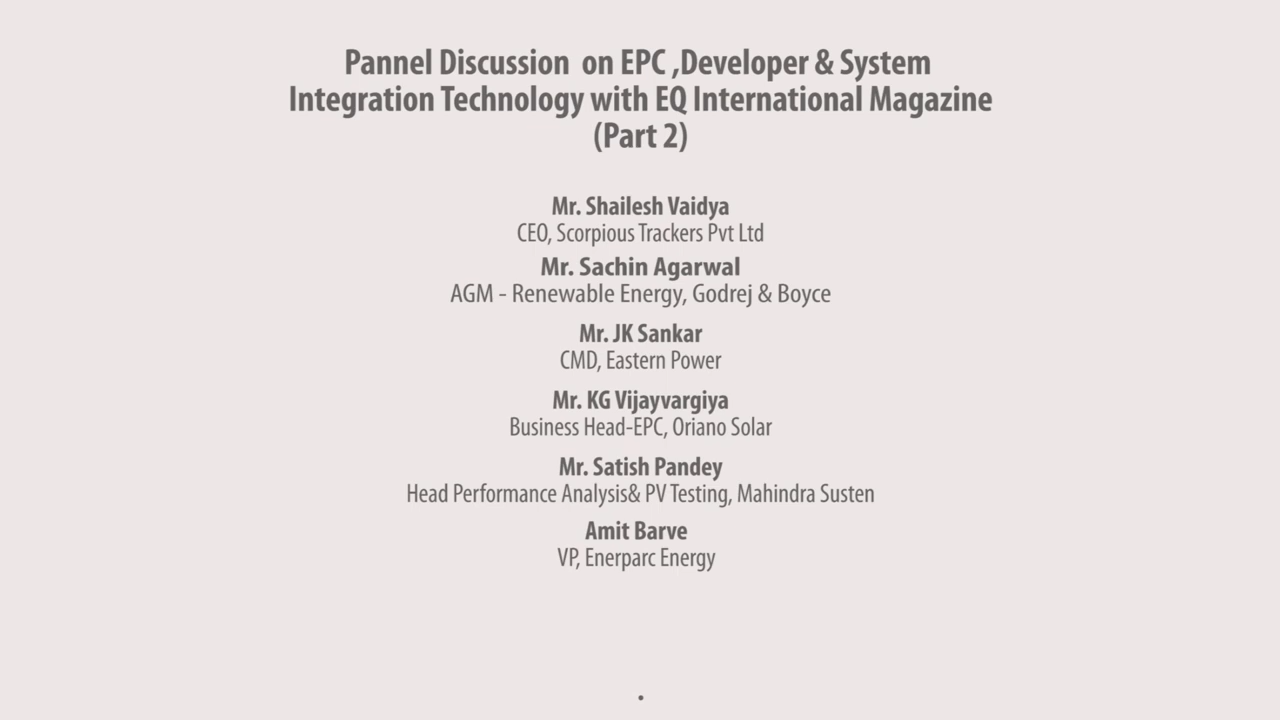 Pannel Discussion on EPC ,Developer & System
Integration Technology with EQ International Magazine
(Part 2)
Mr. Shailesh Vaidya
CEO, Scorpious Trackers Pvt Ltd
Mr. Sachin Agarwal
AGM - Renewable Energy, Godrej & Boyce
Mr. JK Sankar
CMD, Eastern Power
Mr. KG Vijayvargiya
Business Head-EPC, Oriano Solar
Mr. Satish Pandey
Head Performance Analysis& PV Testing, Mahindra Susten
Amit Barve
VP, Enerparc Energy
.